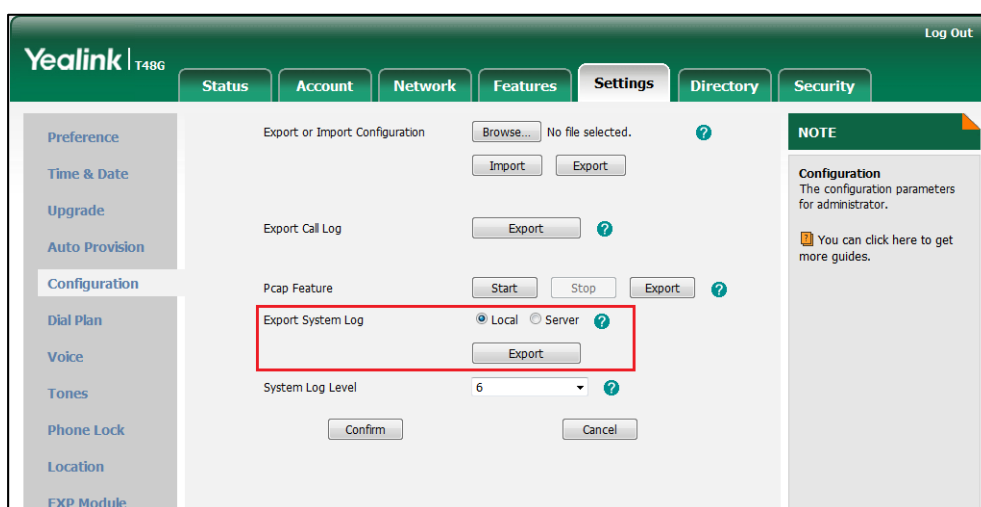 Log Out
Yealink T48G
Status Account Network Features Settings Directory Security
Preference
Time & Date
Upgrade
Auto Provision
Configuration
Dial Plan
Voice
Tones
Phone Lock
Location
EXP Module
Export or Import Configuration Browse... No file selected. ?
Import Export
Export Call Log Export ?
Pcap Feature Start Stop Export ?
Export System Log Local Server ?
Export
System Log Level 6 ?
Confirm Cancel
NOTE
Configuration
The configuration parameters
for administrator.
? You can click here to get
more guides.